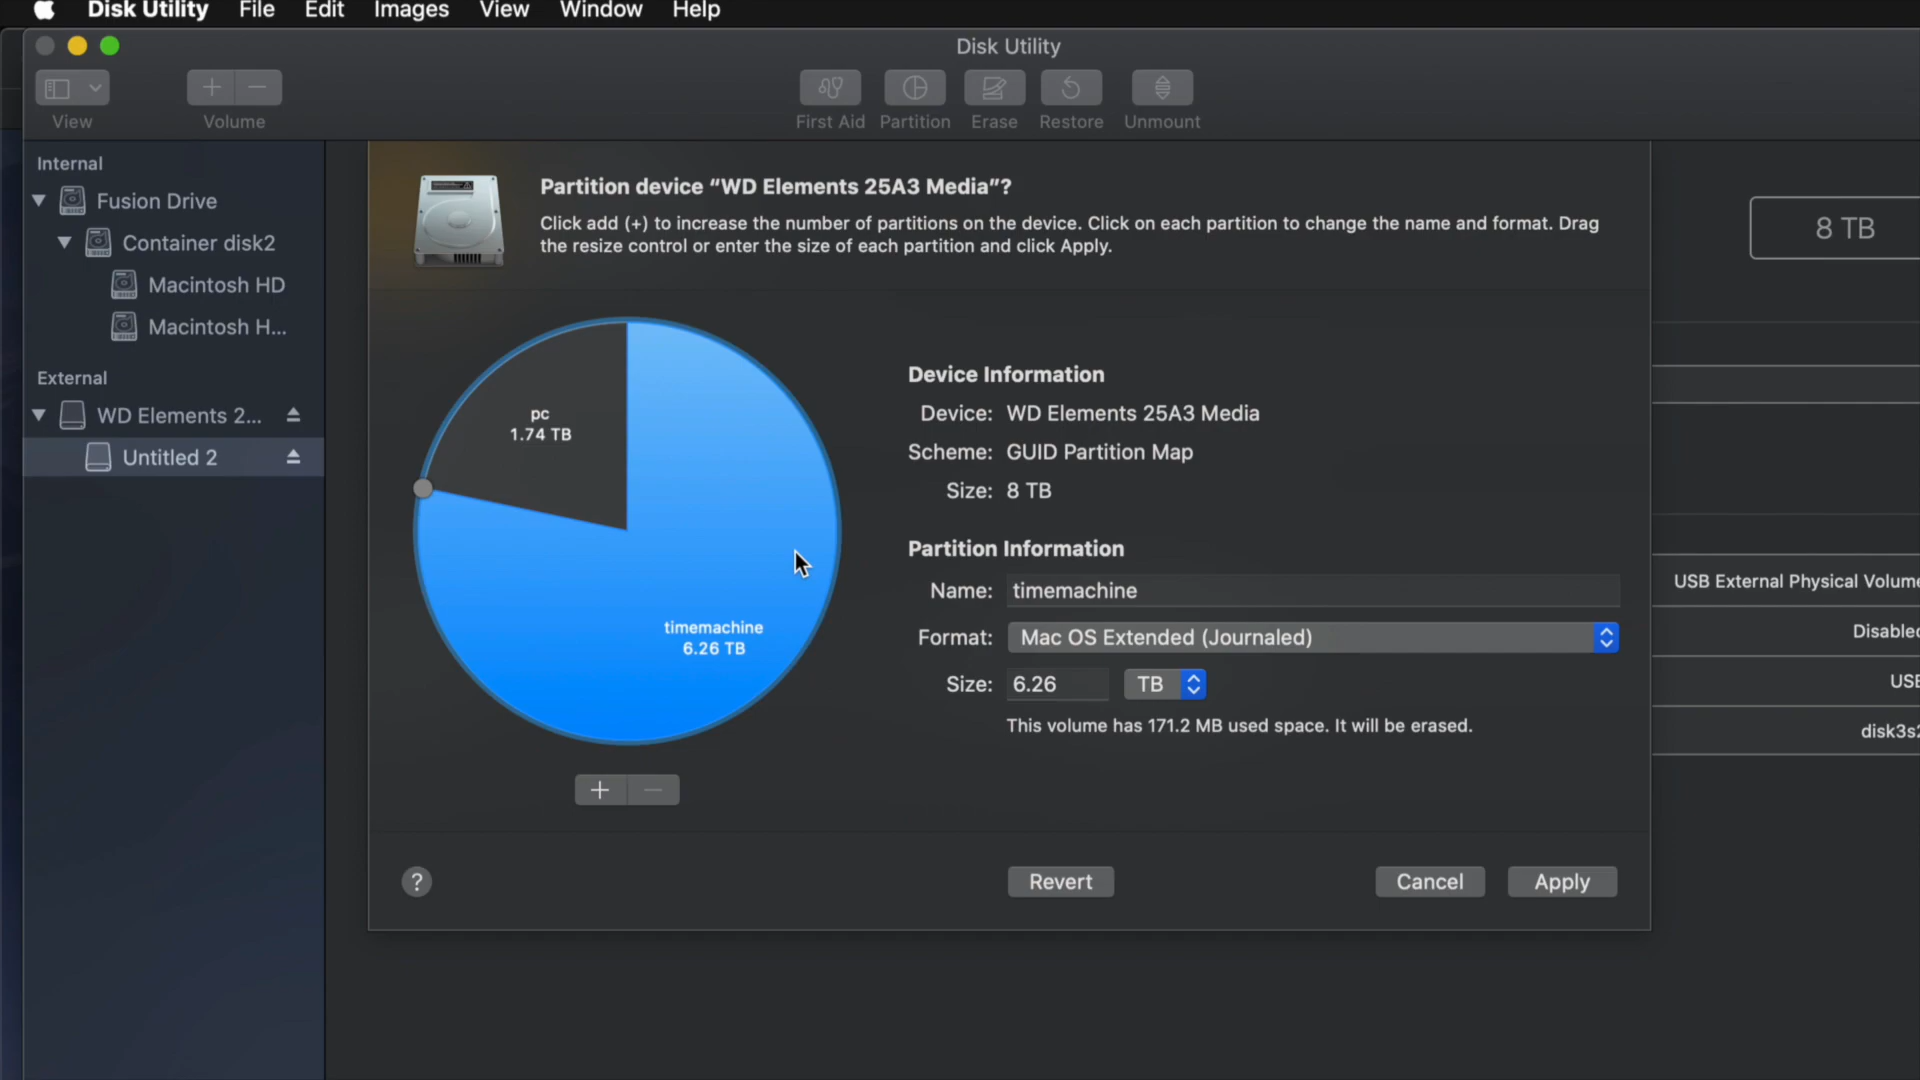 Disk Utility File Edit Images View Window Help
Disk Utility
View
Volume
First Aid Partition Erase Restore Unmount
Internal
Fusion Drive
Container disk2
Macintosh HD
Macintosh H...
External
WD Elements 2...
Untitled 2
Partition device “WD Elements 25A3 Media”?
Click add (+) to increase the number of partitions on the device. Click on each partition to change the name and format. Drag
the resize control or enter the size of each partition and click Apply.
8 TB
pc
1.74 TB
timemachine
6.26 TB
Device Information
Device: WD Elements 25A3 Media
Scheme: GUID Partition Map
Size: 8 TB
Partition Information
Name: timemachine
Format: Mac OS Extended (Journaled)
Size: 6.26 TB
This volume has 171.2 MB used space. It will be erased.
USB External Physical Volume
Disabled
USB
disk3s2
+ −
? Revert Cancel Apply